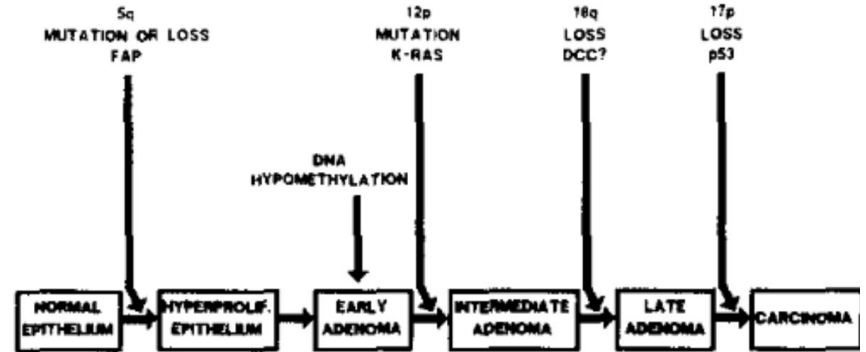 5q
MUTATION OR LOSS
FAP
12p
MUTATION
K-RAS
18q
LOSS
DCC?
17p
LOSS
p53
DNA
HYPOMETHYLATION
NORMAL
EPITHELIUM
HYPERPROLIF.
EPITHELIUM
EARLY
ADENOMA
INTERMEDIATE
ADENOMA
LATE
ADENOMA
CARCINOMA